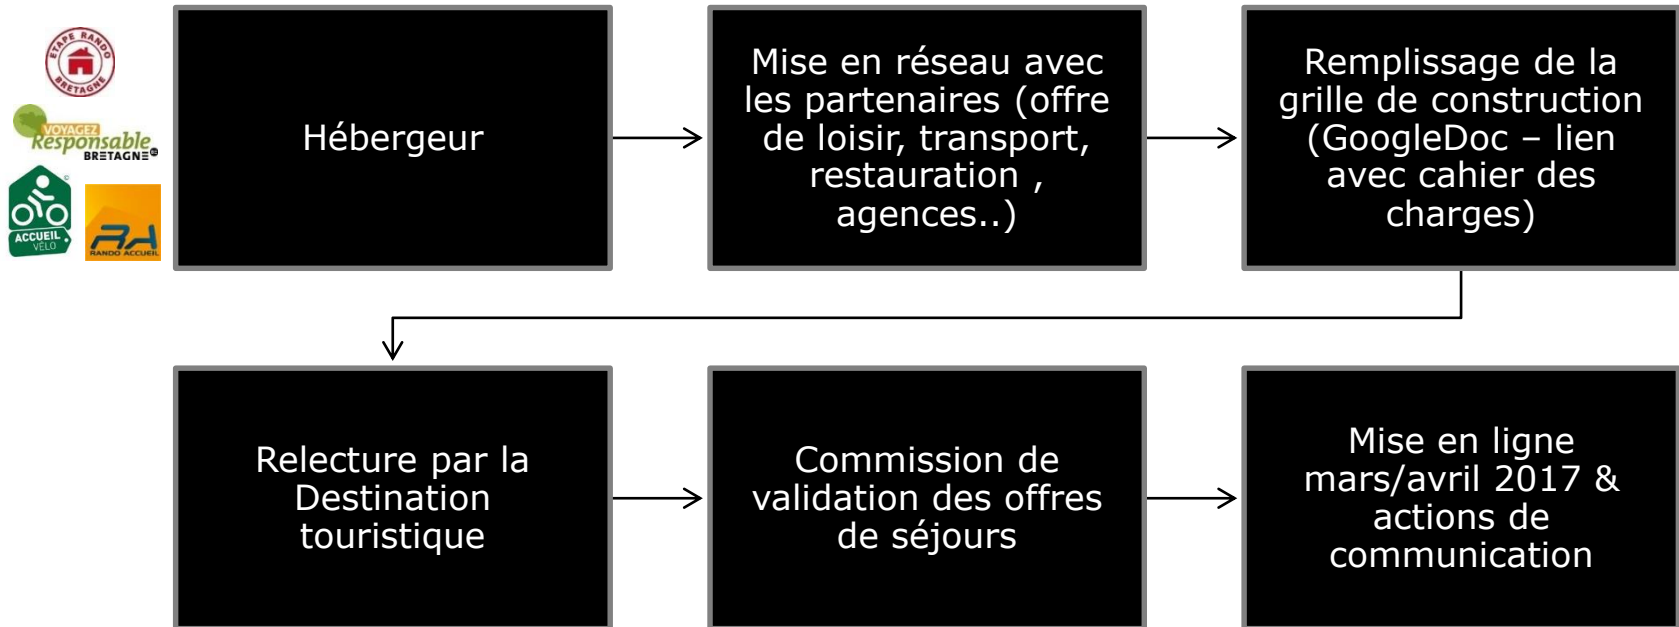 ETAPE RANDO
BRETAGNE
VOYAGEZ
Responsable
BRETAGNE
ACCUEIL
VÉLO
RA
RANDO ACCUEIL
Hébergeur
Mise en réseau avec
les partenaires (offre
de loisir, transport,
restauration ,
agences..)
Remplissage de la
grille de construction
(GoogleDoc – lien
avec cahier des
charges)
Relecture par la
Destination
touristique
Commission de
validation des offres
de séjours
Mise en ligne
mars/avril 2017 &
actions de
communication